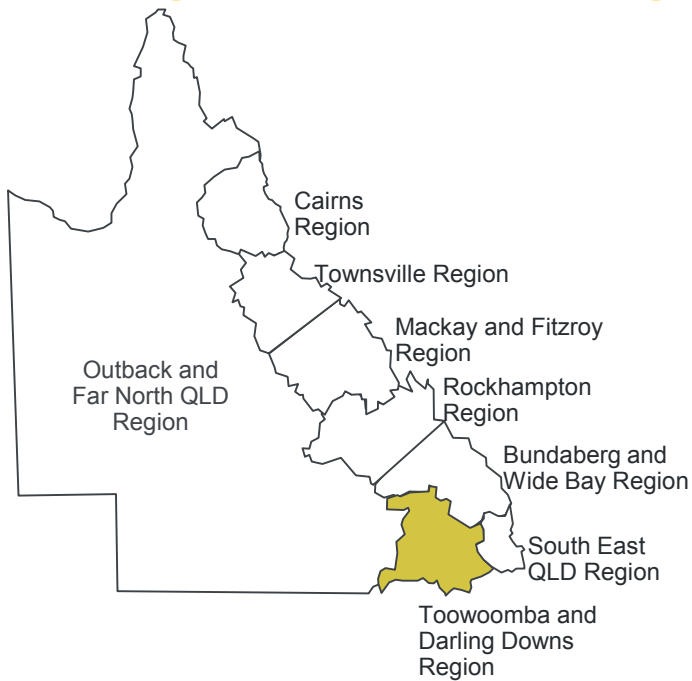 Cairns
Region
Townsville Region
Mackay and Fitzroy
Region
Outback and
Far North QLD
Region
Rockhampton
Region
Bundaberg and
Wide Bay Region
South East
QLD Region
Toowoomba and
Darling Downs
Region